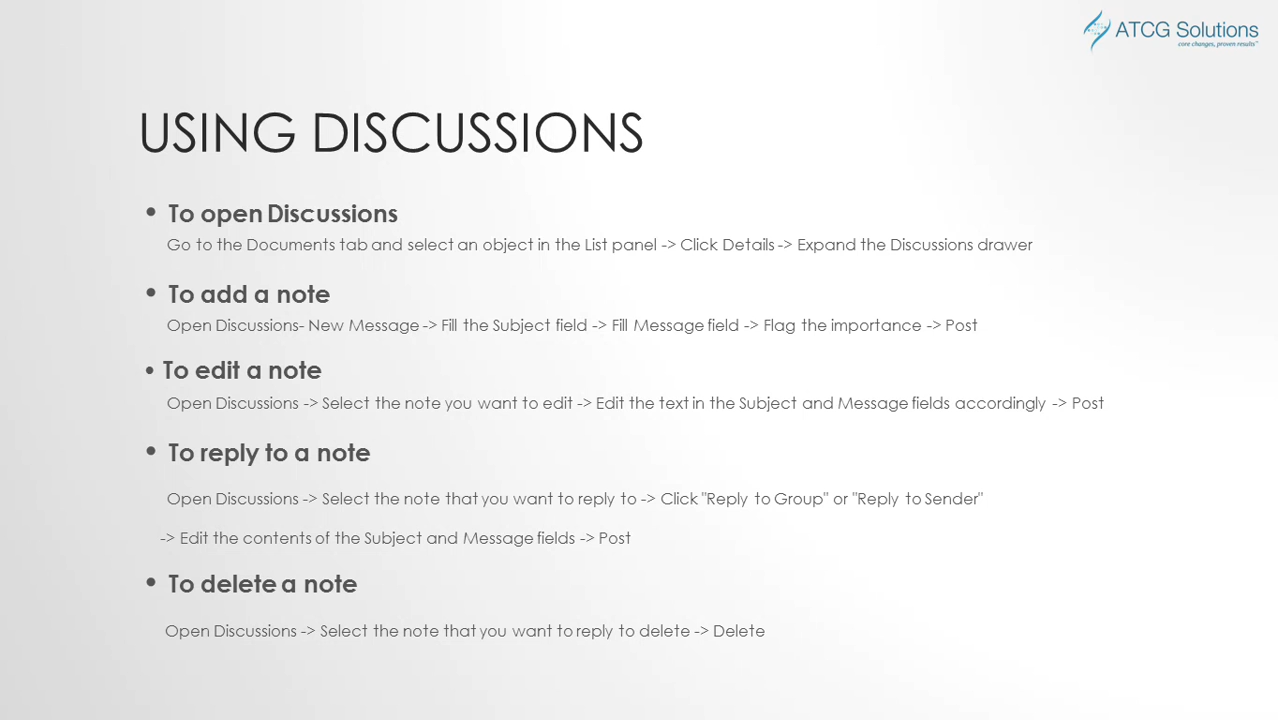 ATCG Solutions
core changes, proven results™
USING DISCUSSIONS
• To open Discussions
Go to the Documents tab and select an object in the List panel -> Click Details -> Expand the Discussions drawer
• To add a note
Open Discussions- New Message -> Fill the Subject field -> Fill Message field -> Flag the importance -> Post
• To edit a note
Open Discussions -> Select the note you want to edit -> Edit the text in the Subject and Message fields accordingly -> Post
• To reply to a note
Open Discussions -> Select the note that you want to reply to -> Click "Reply to Group" or "Reply to Sender"
-> Edit the contents of the Subject and Message fields -> Post
• To delete a note
Open Discussions -> Select the note that you want to reply to delete -> Delete